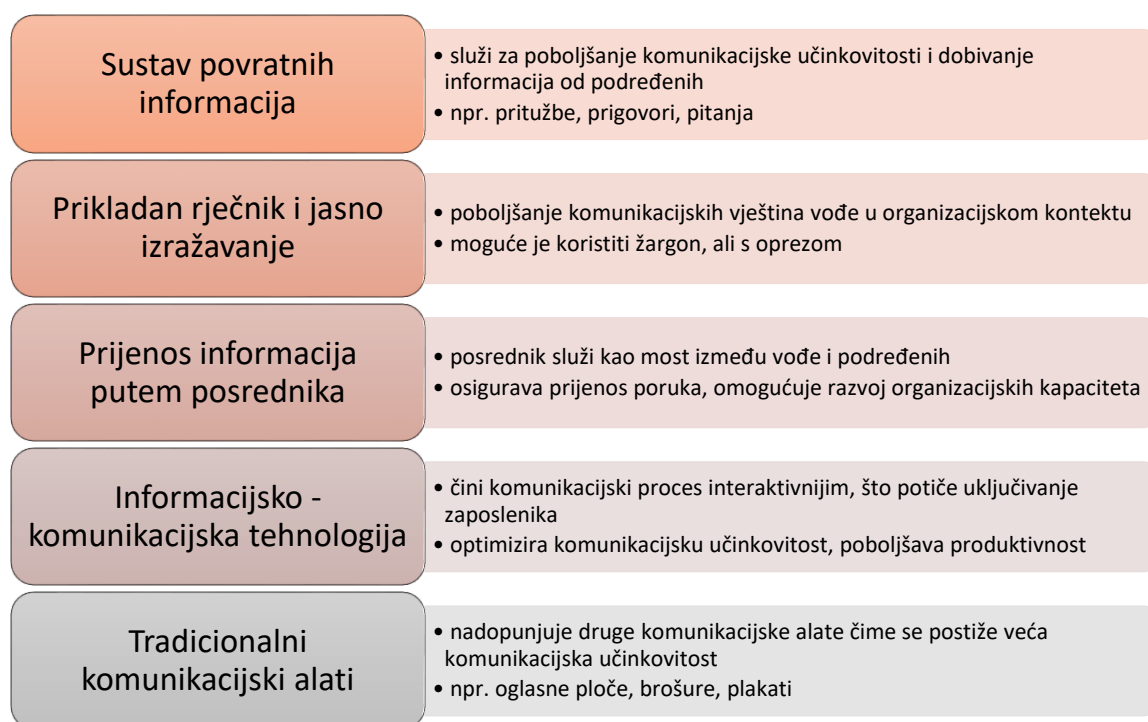 Sustav povratnih
informacija
• služi za poboljšanje komunikacijske učinkovitosti i dobivanje
informacija od podređenih
• npr. pritužbe, prigovori, pitanja
Prikladan rječnik i jasno
izražavanje
• poboljšanje komunikacijskih vještina vođe u organizacijskom kontektu
• moguće je koristiti žargon, ali s oprezom
Prijenos informacija
putem posrednika
• posrednik služi kao most između vođe i podređenih
• osigurava prijenos poruka, omogućuje razvoj organizacijskih kapaciteta
Informacijsko -
komunikacijska tehnologija
• čini komunikacijski proces interaktivnijim, što potiče uključivanje
zaposlenika
• optimizira komunikacijsku učinkovitost, poboljšava produktivnost
Tradicionalni
komunikacijski alati
• nadopunjuje druge komunikacijske alate čime se postiže veća
komunikacijska učinkovitost
• npr. oglasne ploče, brošure, plakati